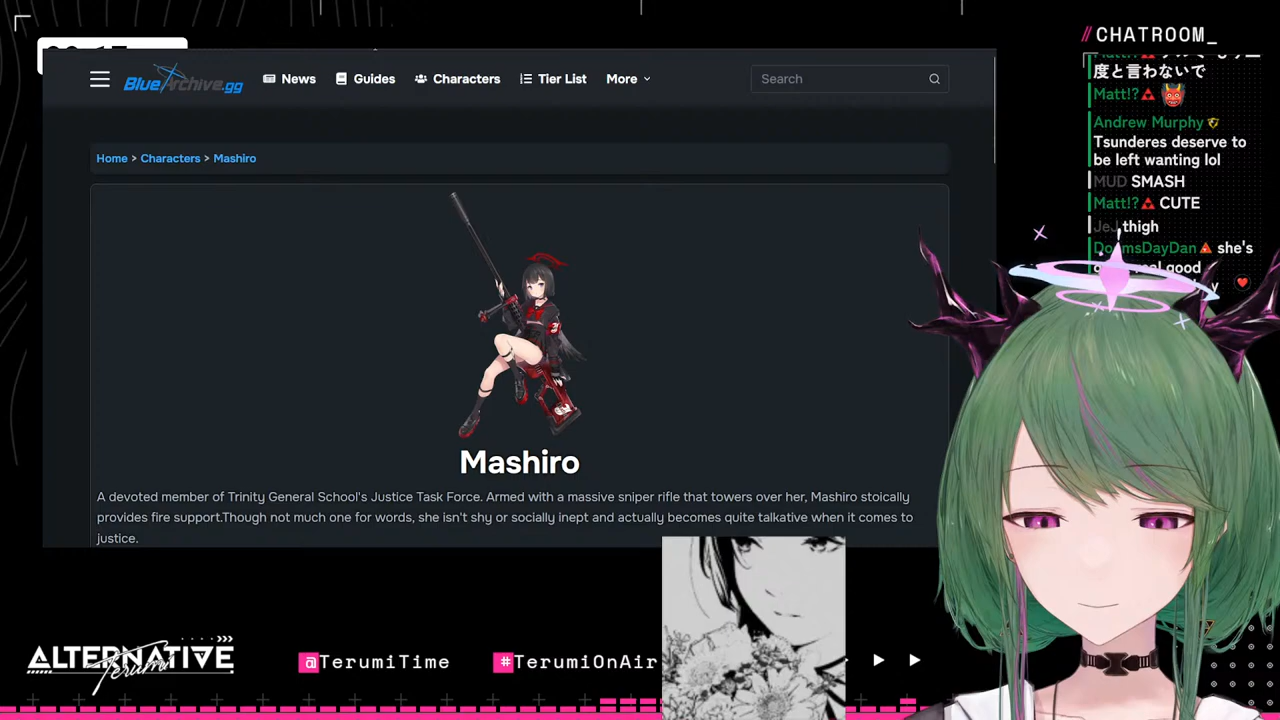 //CHATROOM_
度と言わないで
Matt!?
Andrew Murphy
Tsunderes deserve to
be left wanting lol
MUD SMASH
Matt!? CUTE
JeJ thigh
DoomsDayDan she's
good
BlueArchive.gg
News
Guides
Characters
Tier List
More
Search
Home > Characters > Mashiro
Mashiro
A devoted member of Trinity General School's Justice Task Force. Armed with a massive sniper rifle that towers over her, Mashiro stoically
provides fire support.Though not much one for words, she isn't shy or socially inept and actually becomes quite talkative when it comes to
justice.
ALTERNATIVE
Terumi
@TerumiTime
#TerumiOnAir